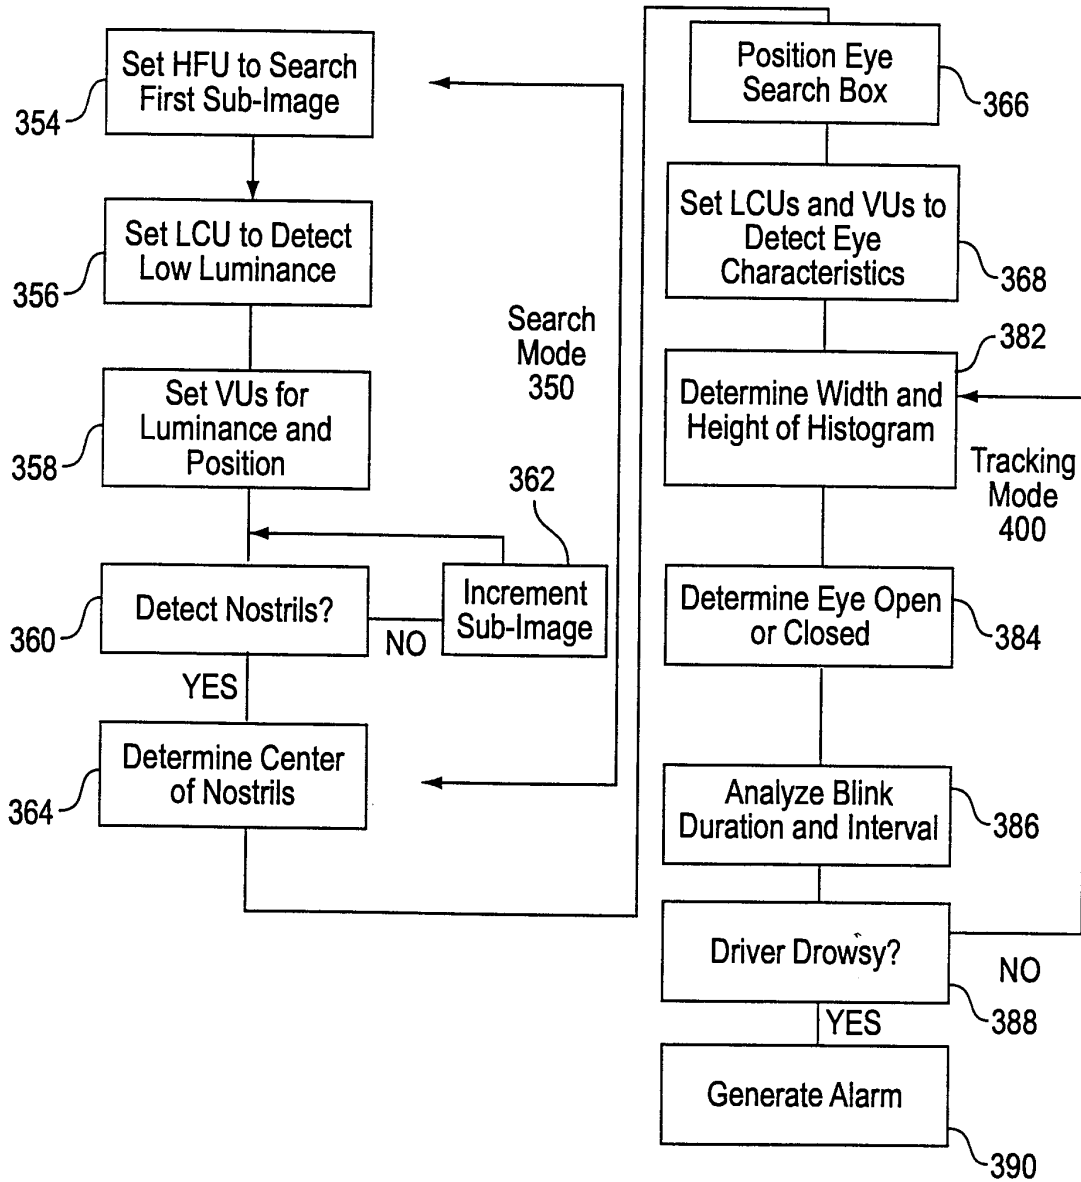 Set HFU to Search
First Sub-Image
354
Set LCU to Detect
Low Luminance
356
Set VUs for
Luminance and
Position
358
Search
Mode
350
362
Increment
Sub-Image
Detect Nostrils?
360
NO
YES
Determine Center
of Nostrils
364
Position Eye
Search Box
366
Set LCUs and VUs to
Detect Eye
Characteristics
368
382
Determine Width and
Height of Histogram
Tracking
Mode
400
Determine Eye Open
or Closed
384
Analyze Blink
Duration and Interval
386
Driver Drowsy?
NO
388
YES
Generate Alarm
390